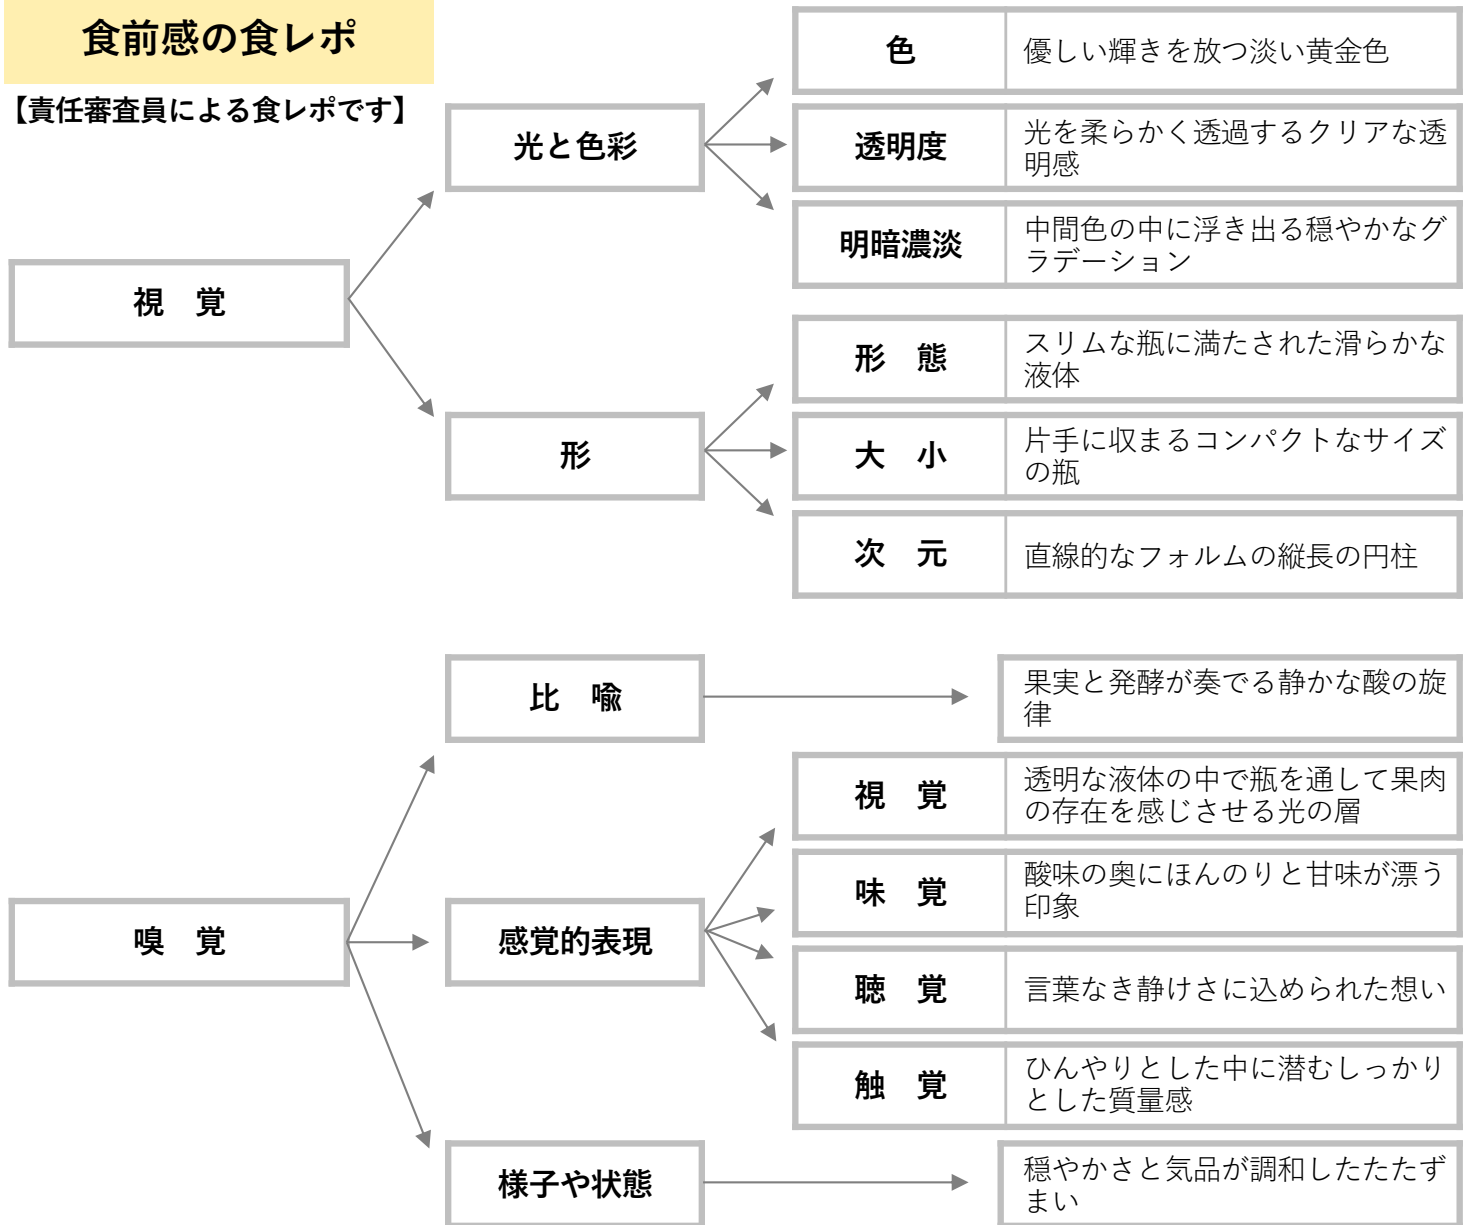 食前感の食レポ
【責任審査員による食レポです】
視　覚
光と色彩
色
優しい輝きを放つ淡い黄金色
透明度
光を柔らかく透過するクリアな透
明感
明暗濃淡
中間色の中に浮き出る穏やかなグ
ラデーション
形
形　態
スリムな瓶に満たされた滑らかな
液体
大　小
片手に収まるコンパクトなサイズ
の瓶
次　元
直線的なフォルムの縦長の円柱
嗅　覚
比　喩
果実と発酵が奏でる静かな酸の旋
律
感覚的表現
視　覚
透明な液体の中で瓶を通して果肉
の存在を感じさせる光の層
味　覚
酸味の奥にほんのりと甘味が漂う
印象
聴　覚
言葉なき静けさに込められた想い
触　覚
ひんやりとした中に潜むしっかり
とした質量感
様子や状態
穏やかさと気品が調和したたたず
まい